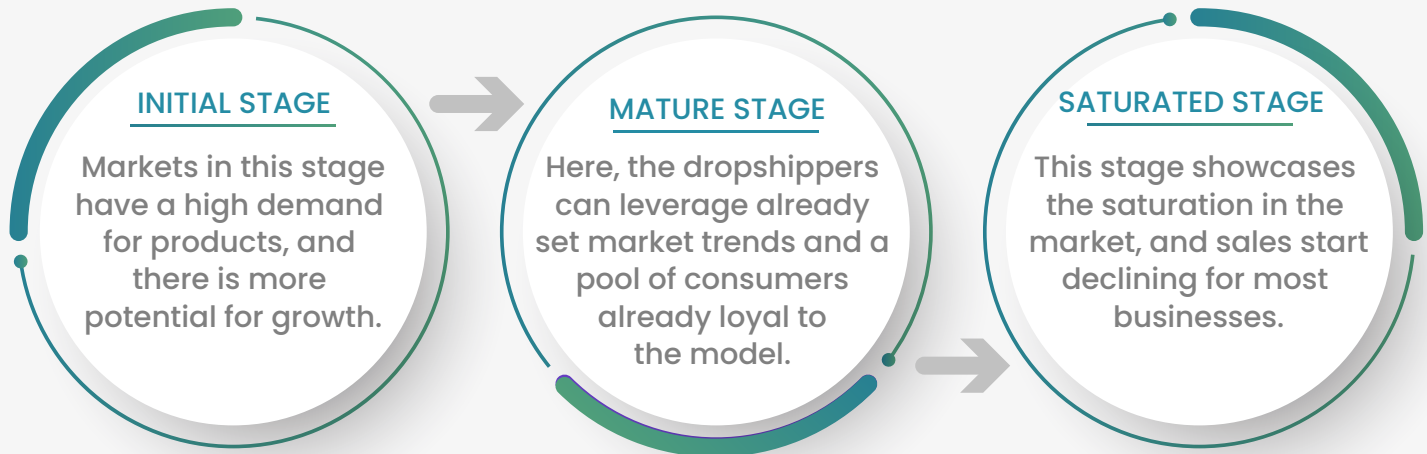 INITIAL STAGE
Markets in this stage
have a high demand
for products, and
there is more
potential for growth.
MATURE STAGE
Here, the dropshippers
can leverage already
set market trends and a
pool of consumers
already loyal to
the model.
SATURATED STAGE
This stage showcases
the saturation in the
market, and sales start
declining for most
businesses.